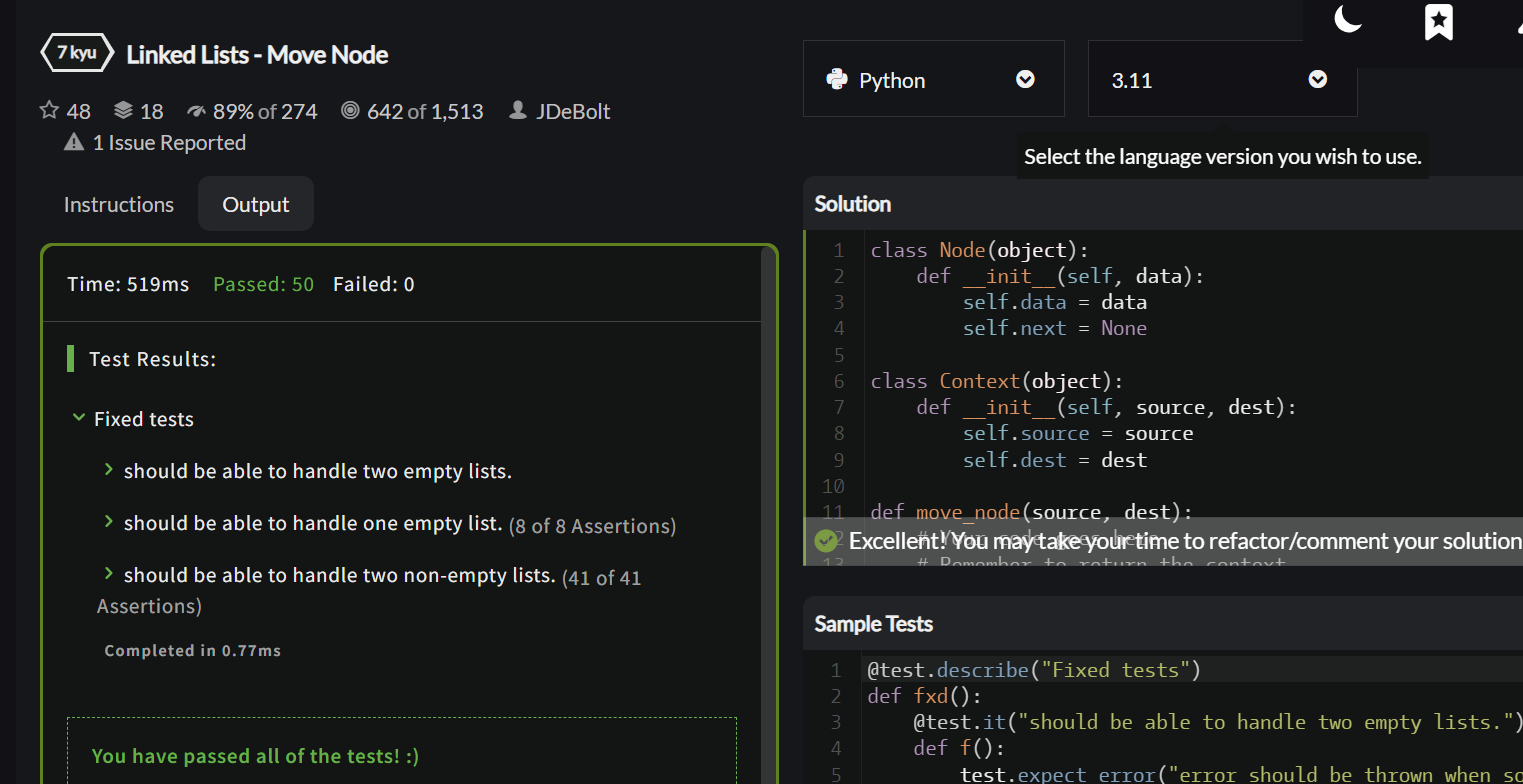 7 kyu Linked Lists - Move Node
48 18 89% of 274 642 of 1,513 JDeBolt
1 Issue Reported
Instructions Output
Time: 519ms Passed: 50 Failed: 0
Test Results:
Fixed tests
should be able to handle two empty lists.
should be able to handle one empty list. (8 of 8 Assertions)
should be able to handle two non-empty lists. (41 of 41
Assertions)
Completed in 0.77ms
You have passed all of the tests! :)
Python 3.11
Select the language version you wish to use.
Solution
1 class Node(object):
2 def __init__(self, data):
3 self.data = data
4 self.next = None
5
6 class Context(object):
7 def __init__(self, source, dest):
8 self.source = source
9 self.dest = dest
10
11 def move_node(source, dest):
12 # Your code goes here.
Excellent! You may take your time to refactor/comment your solution
13 # Remember to return the context.
Sample Tests
1 @test.describe("Fixed tests")
2 def fxd():
3 @test.it("should be able to handle two empty lists.")
4 def f():
5 test.expect_error("error should be thrown when so